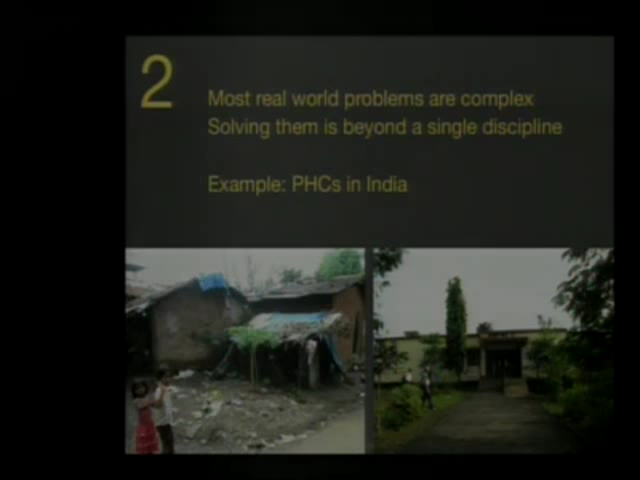 2
Most real world problems are complex
Solving them is beyond a single discipline
Example: PHCs in India